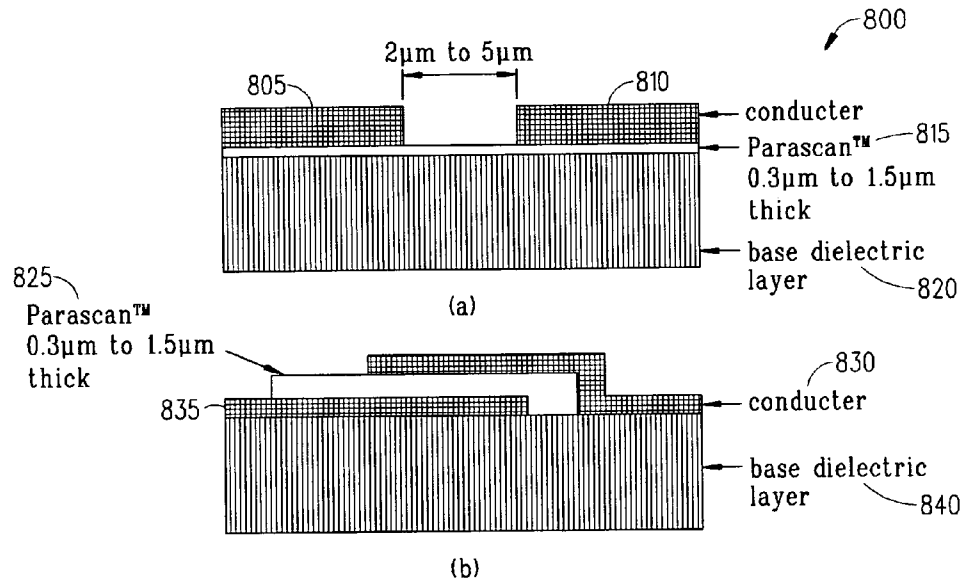 800
2µm to 5µm
805
810
conducter
Parascan™ 815
0.3µm to 1.5µm
thick
base dielectric
layer 820
(a)
825
Parascan™
0.3µm to 1.5µm
thick
830
835
conducter
base dielectric
layer 840
(b)